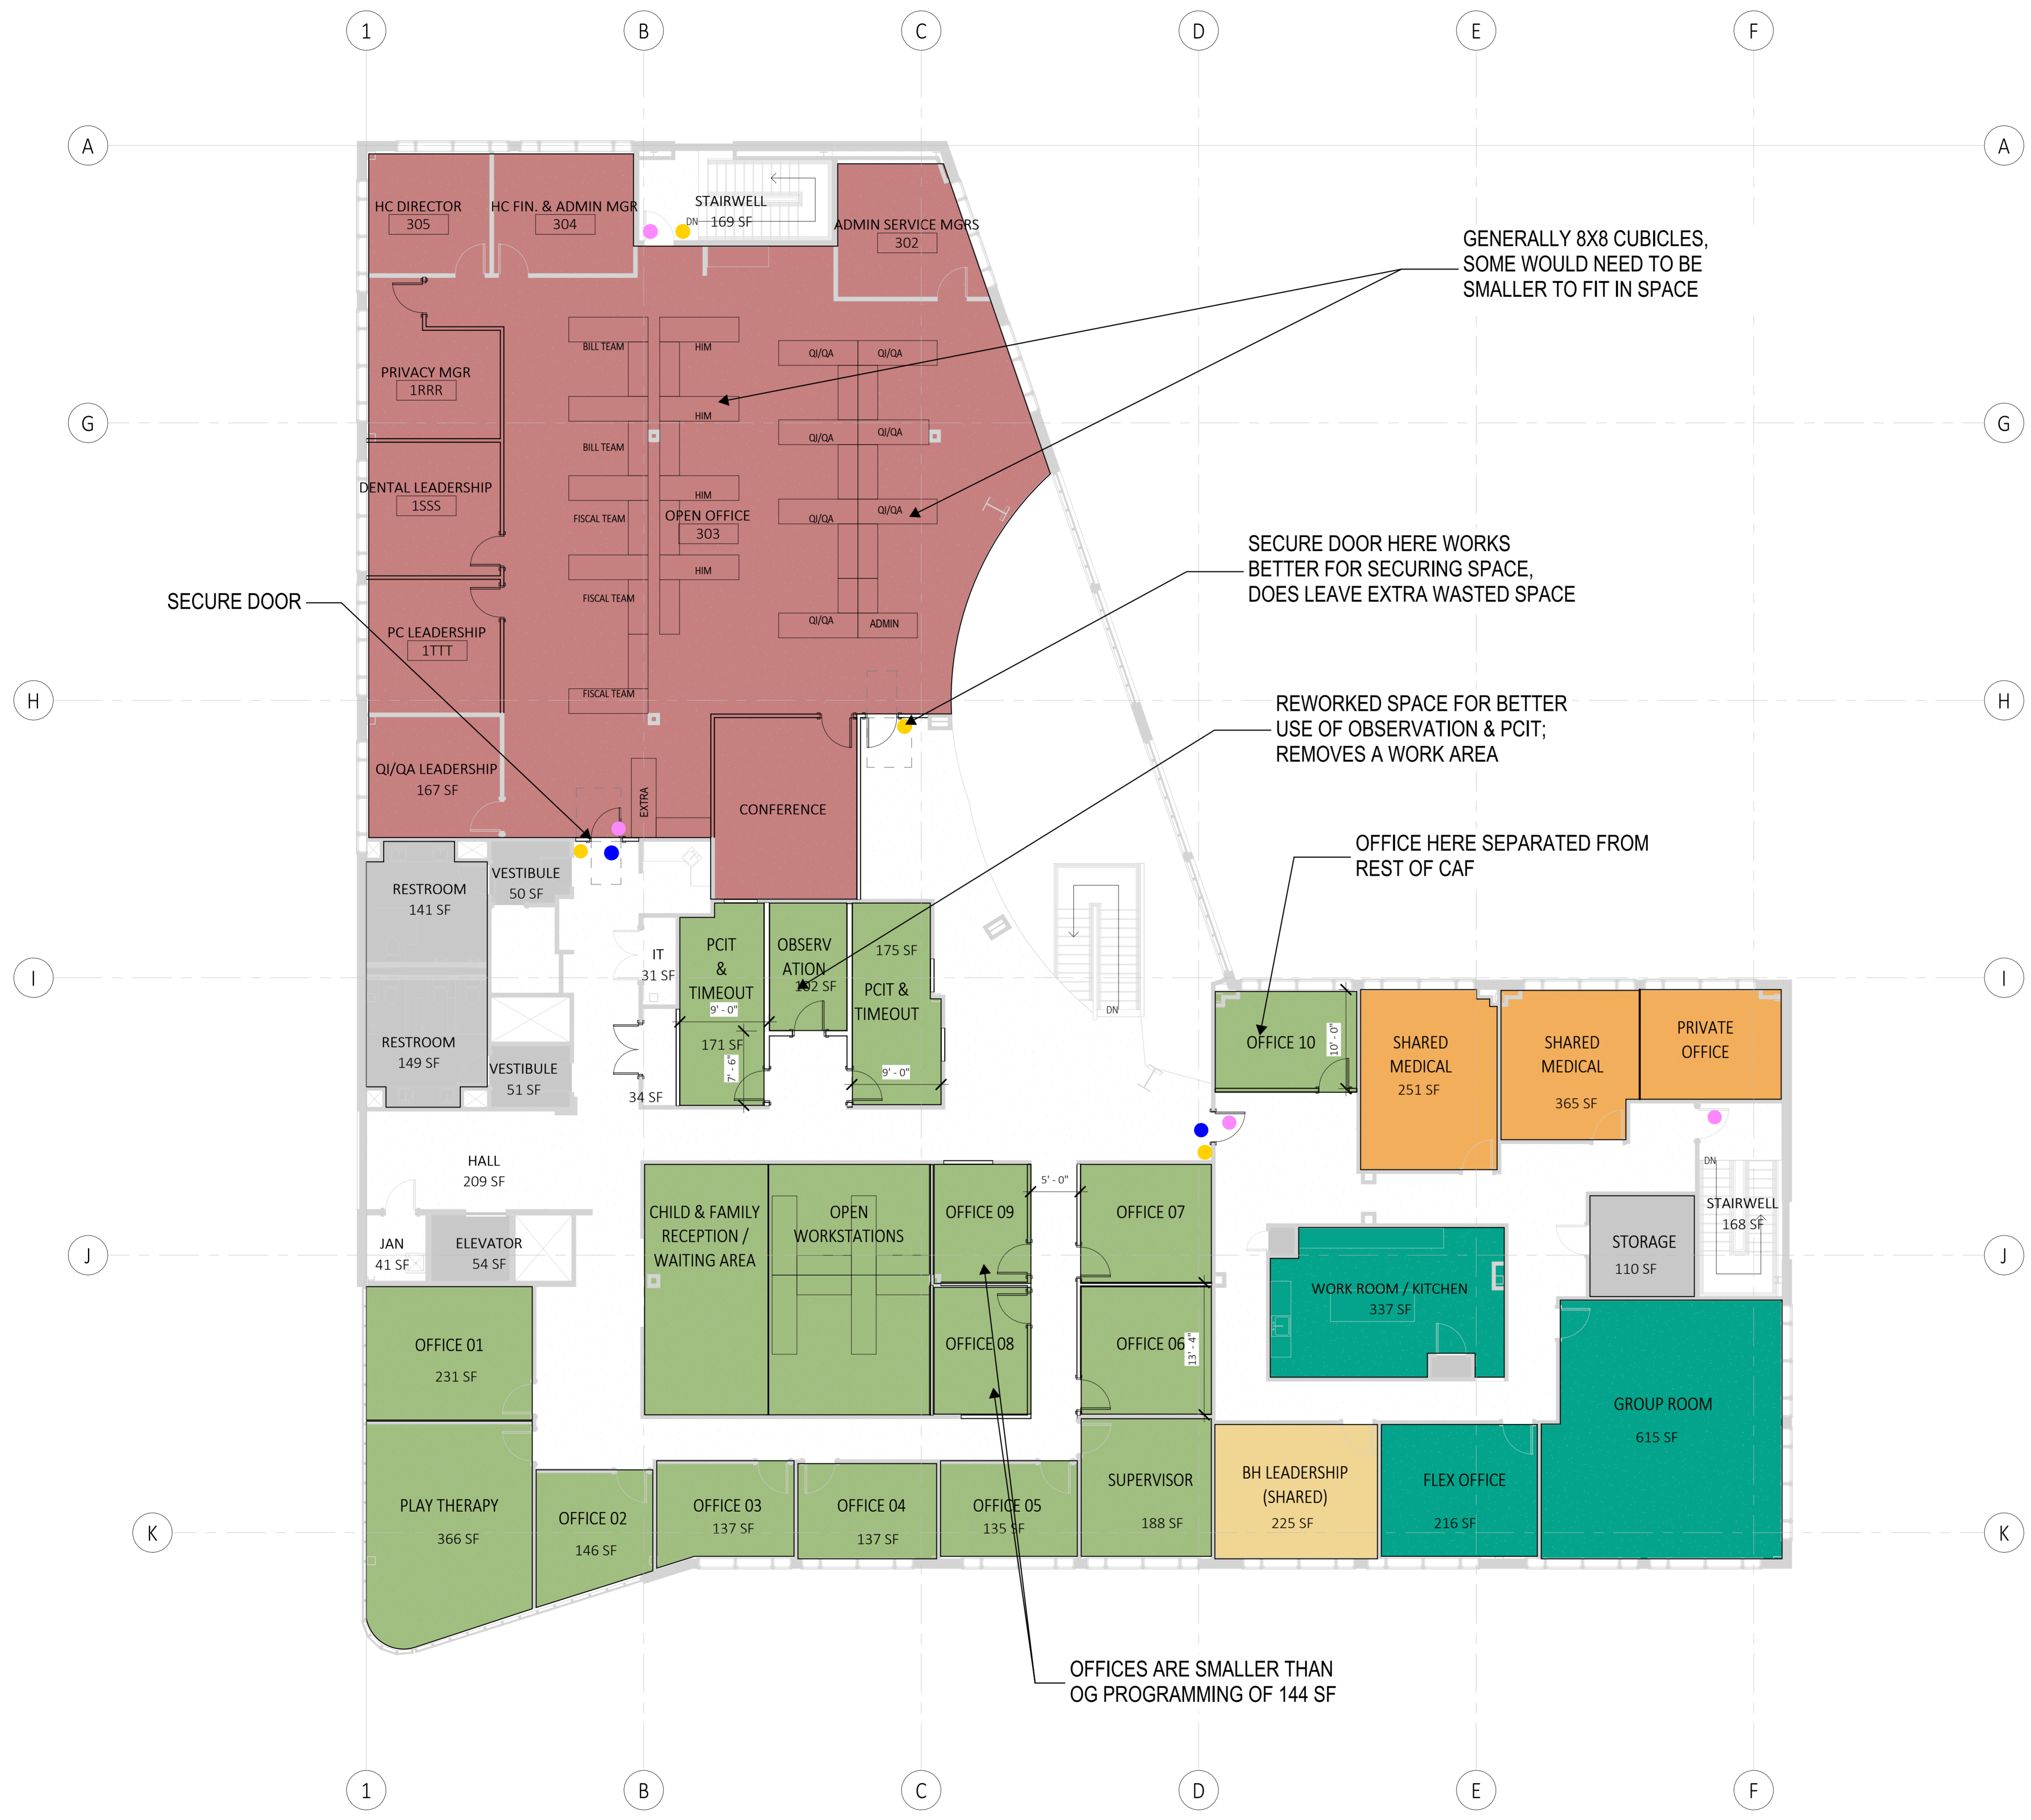 1
B
C
D
E
F
A
A
HC DIRECTOR
305
HC FIN. & ADMIN MGR
304
STAIRWELL
DN
169 SF
ADMIN SERVICE MGRS
302
GENERALLY 8X8 CUBICLES,
SOME WOULD NEED TO BE
SMALLER TO FIT IN SPACE
BILL TEAM
HIM
QI/QA
QI/QA
PRIVACY MGR
1RRR
HIM
G
G
QI/QA
QI/QA
BILL TEAM
DENTAL LEADERSHIP
1SSS
HIM
FISCAL TEAM
OPEN OFFICE
303
QI/QA
QI/QA
HIM
SECURE DOOR HERE WORKS
BETTER FOR SECURING SPACE,
DOES LEAVE EXTRA WASTED SPACE
SECURE DOOR
FISCAL TEAM
QI/QA
ADMIN
PC LEADERSHIP
1TTT
H
H
FISCAL TEAM
REWORKED SPACE FOR BETTER
USE OF OBSERVATION & PCIT;
REMOVES A WORK AREA
QI/QA LEADERSHIP
167 SF
EXTRA
CONFERENCE
OFFICE HERE SEPARATED FROM
REST OF CAF
RESTROOM
141 SF
VESTIBULE
50 SF
IT
31 SF
PCIT
&
TIMEOUT
9' - 0"
171 SF
7' - 6"
OBSERV
ATION
102 SF
175 SF
PCIT &
TIMEOUT
9' - 0"
I
I
DN
OFFICE 10
10' - 0"
SHARED
MEDICAL
251 SF
SHARED
MEDICAL
365 SF
PRIVATE
OFFICE
RESTROOM
149 SF
VESTIBULE
51 SF
34 SF
HALL
209 SF
5' - 0"
DN
STAIRWELL
168 SF
CHILD & FAMILY
RECEPTION /
WAITING AREA
OPEN
WORKSTATIONS
OFFICE 09
OFFICE 07
J
J
JAN
41 SF
ELEVATOR
54 SF
STORAGE
110 SF
WORK ROOM / KITCHEN
337 SF
OFFICE 01
231 SF
OFFICE 08
OFFICE 06
13' - 4"
GROUP ROOM
615 SF
PLAY THERAPY
366 SF
OFFICE 02
146 SF
OFFICE 03
137 SF
OFFICE 04
137 SF
OFFICE 05
135 SF
SUPERVISOR
188 SF
BH LEADERSHIP
(SHARED)
225 SF
FLEX OFFICE
216 SF
K
K
OFFICES ARE SMALLER THAN
OG PROGRAMMING OF 144 SF
1
B
C
D
E
F